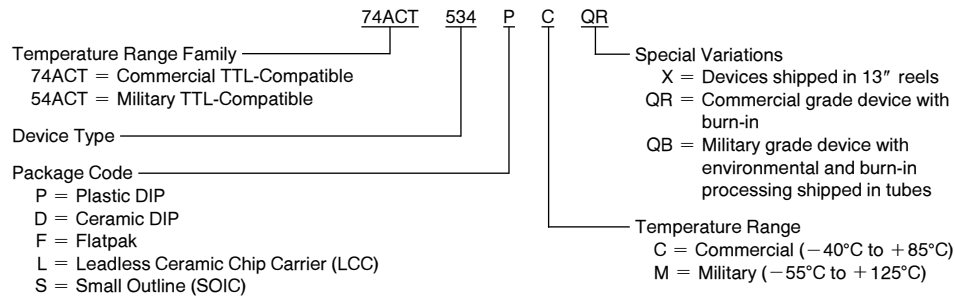 74ACT 534 P C QR
Temperature Range Family
74ACT = Commercial TTL-Compatible
54ACT = Military TTL-Compatible
Device Type
Package Code
P = Plastic DIP
D = Ceramic DIP
F = Flatpak
L = Leadless Ceramic Chip Carrier (LCC)
S = Small Outline (SOIC)
Special Variations
X = Devices shipped in 13″ reels
QR = Commercial grade device with
burn-in
QB = Military grade device with
environmental and burn-in
processing shipped in tubes
Temperature Range
C = Commercial (−40°C to +85°C)
M = Military (−55°C to +125°C)